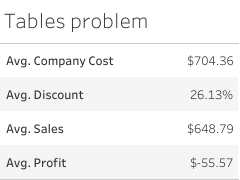 Tables problem
Avg. Company Cost $704.36
Avg. Discount 26.13%
Avg. Sales $648.79
Avg. Profit $-55.57